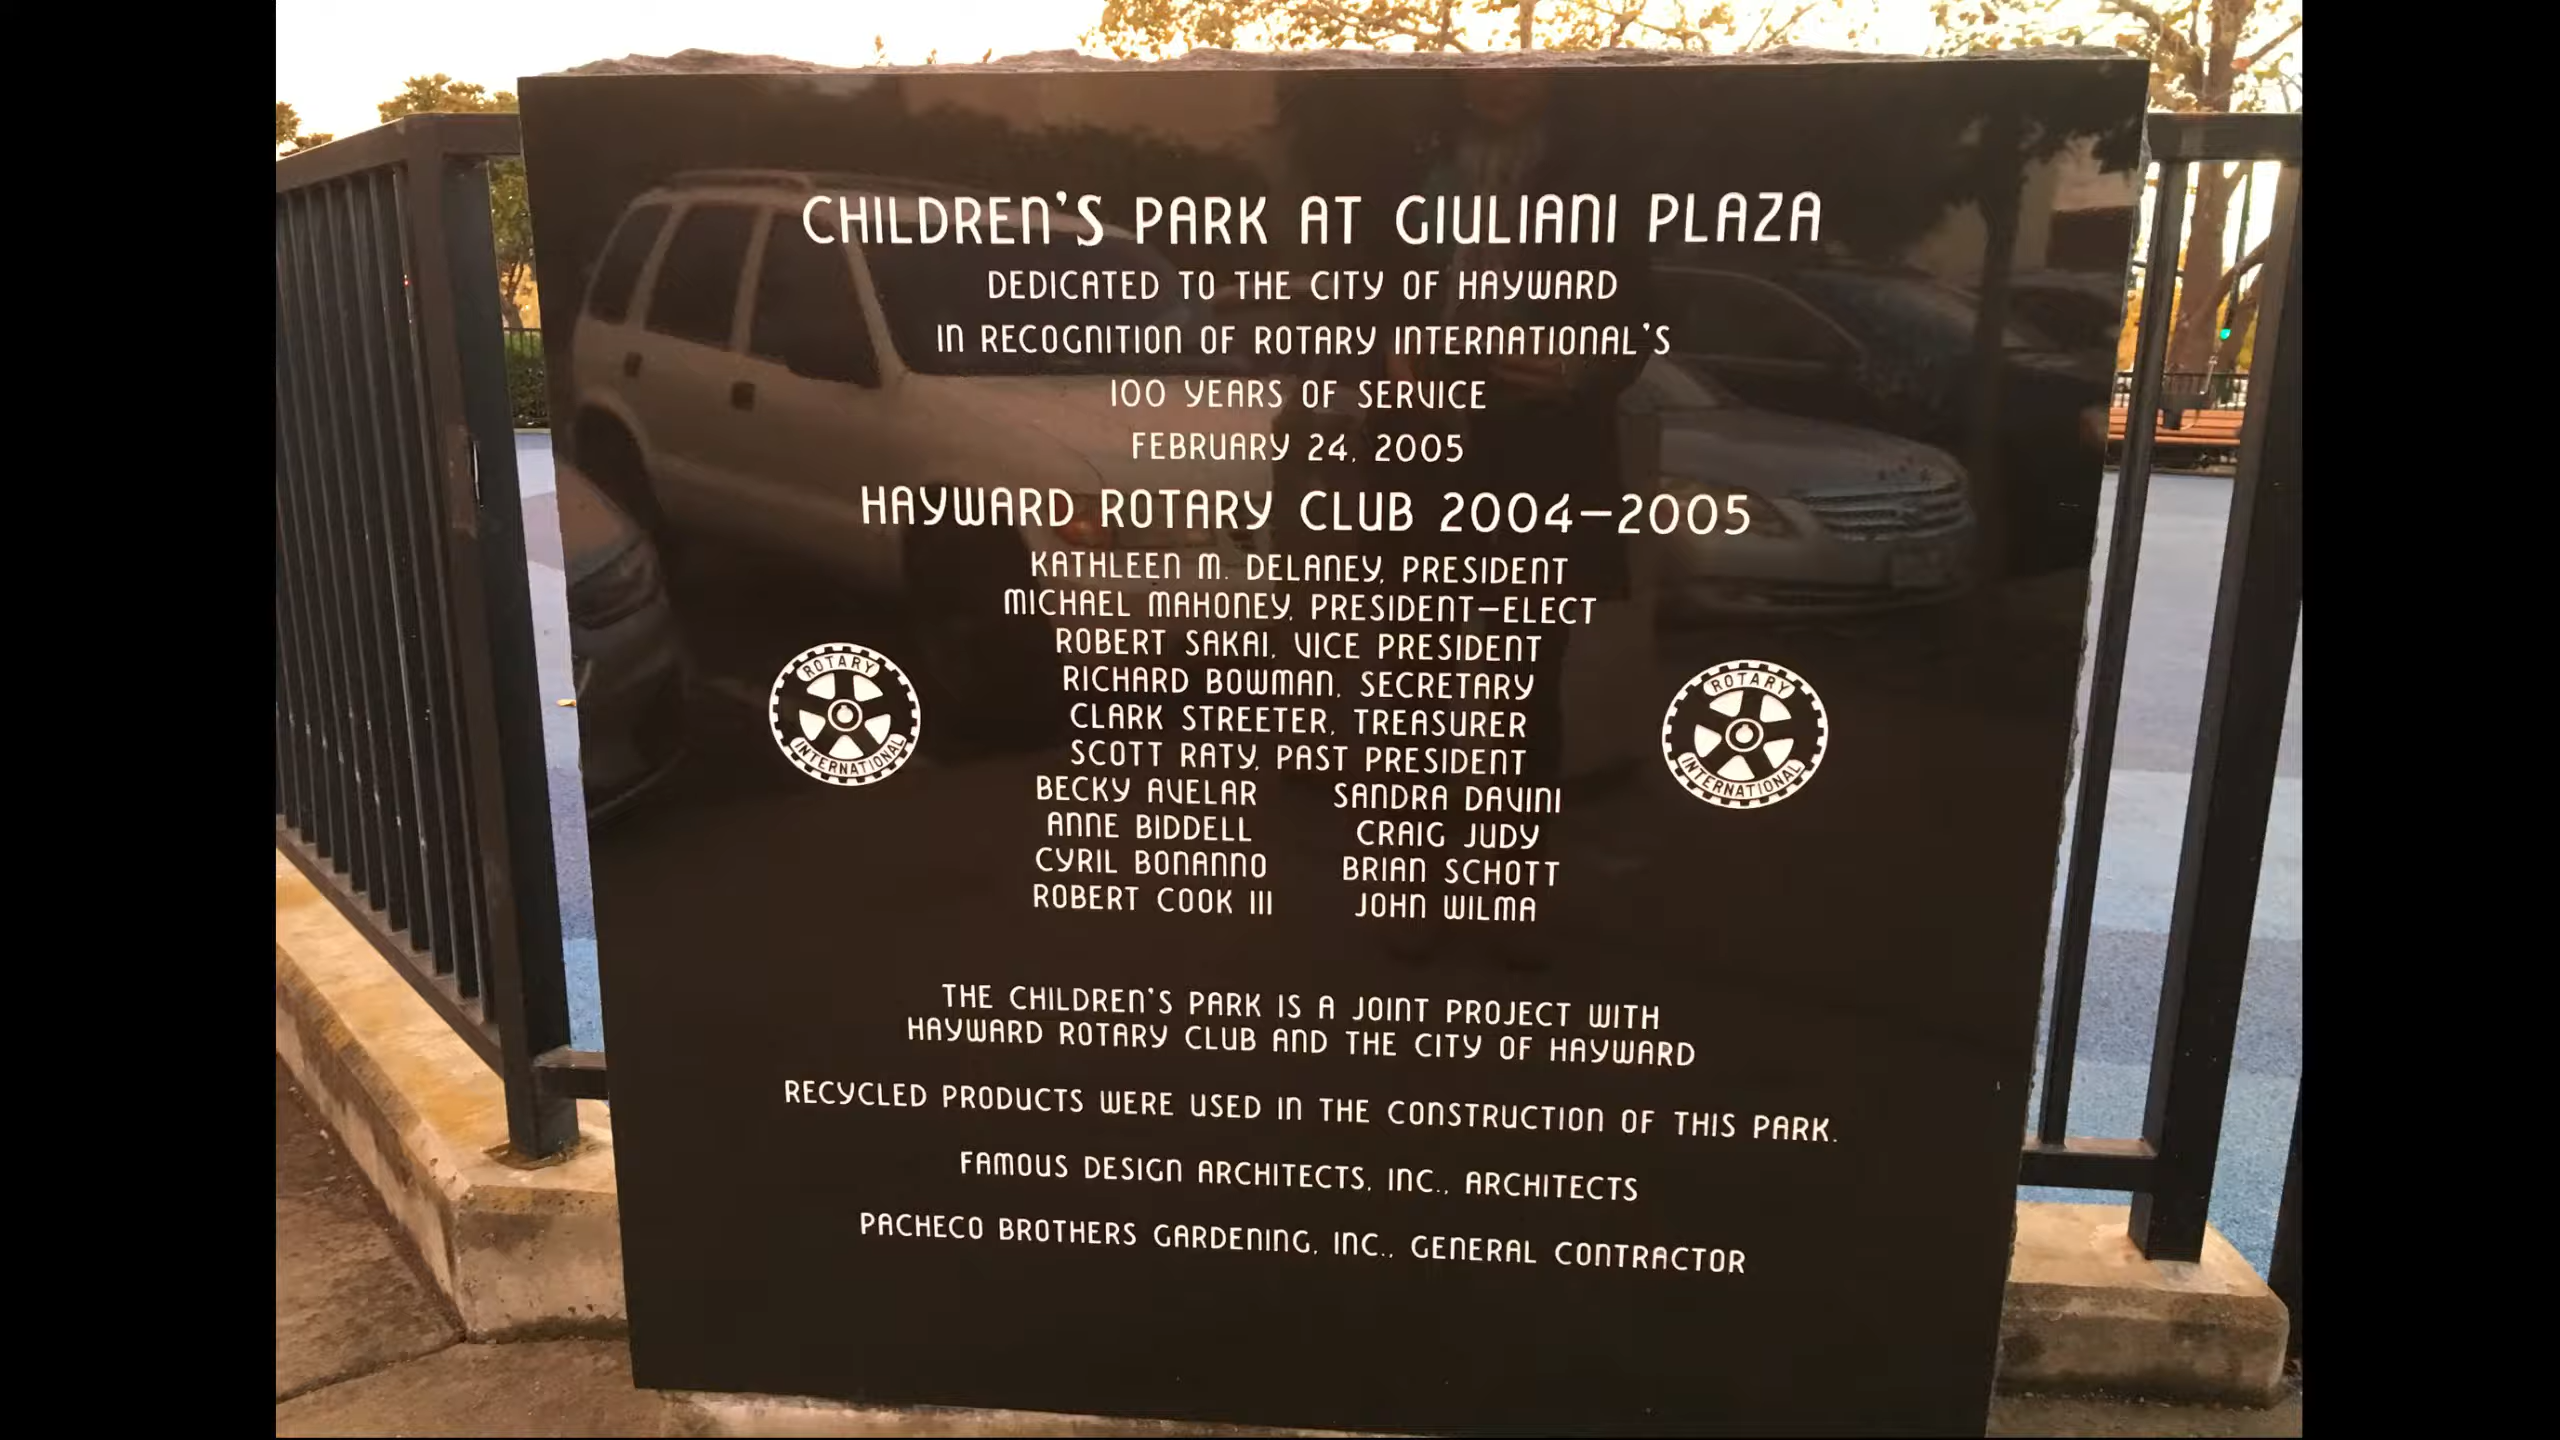 CHILDREN'S PARK AT GIULIANI PLAZA
DEDICATED TO THE CITY OF HAYWARD
IN RECOGNITION OF ROTARY INTERNATIONAL'S
100 YEARS OF SERVICE
FEBRUARY 24, 2005
HAYWARD ROTARY CLUB 2004-2005
KATHLEEN M. DELANEY, PRESIDENT
MICHAEL MAHONEY, PRESIDENT-ELECT
ROBERT SAKAI, VICE PRESIDENT
RICHARD BOWMAN, SECRETARY
CLARK STREETER, TREASURER
SCOTT RATY, PAST PRESIDENT
BECKY AVELAR SANDRA DAVINI
ANNE BIDDELL CRAIG JUDY
CYRIL BONANNO BRIAN SCHOTT
ROBERT COOK III JOHN WILMA
ROTARY
INTERNATIONAL
ROTARY
INTERNATIONAL
THE CHILDREN'S PARK IS A JOINT PROJECT WITH
HAYWARD ROTARY CLUB AND THE CITY OF HAYWARD
RECYCLED PRODUCTS WERE USED IN THE CONSTRUCTION OF THIS PARK.
FAMOUS DESIGN ARCHITECTS, INC., ARCHITECTS
PACHECO BROTHERS GARDENING, INC., GENERAL CONTRACTOR